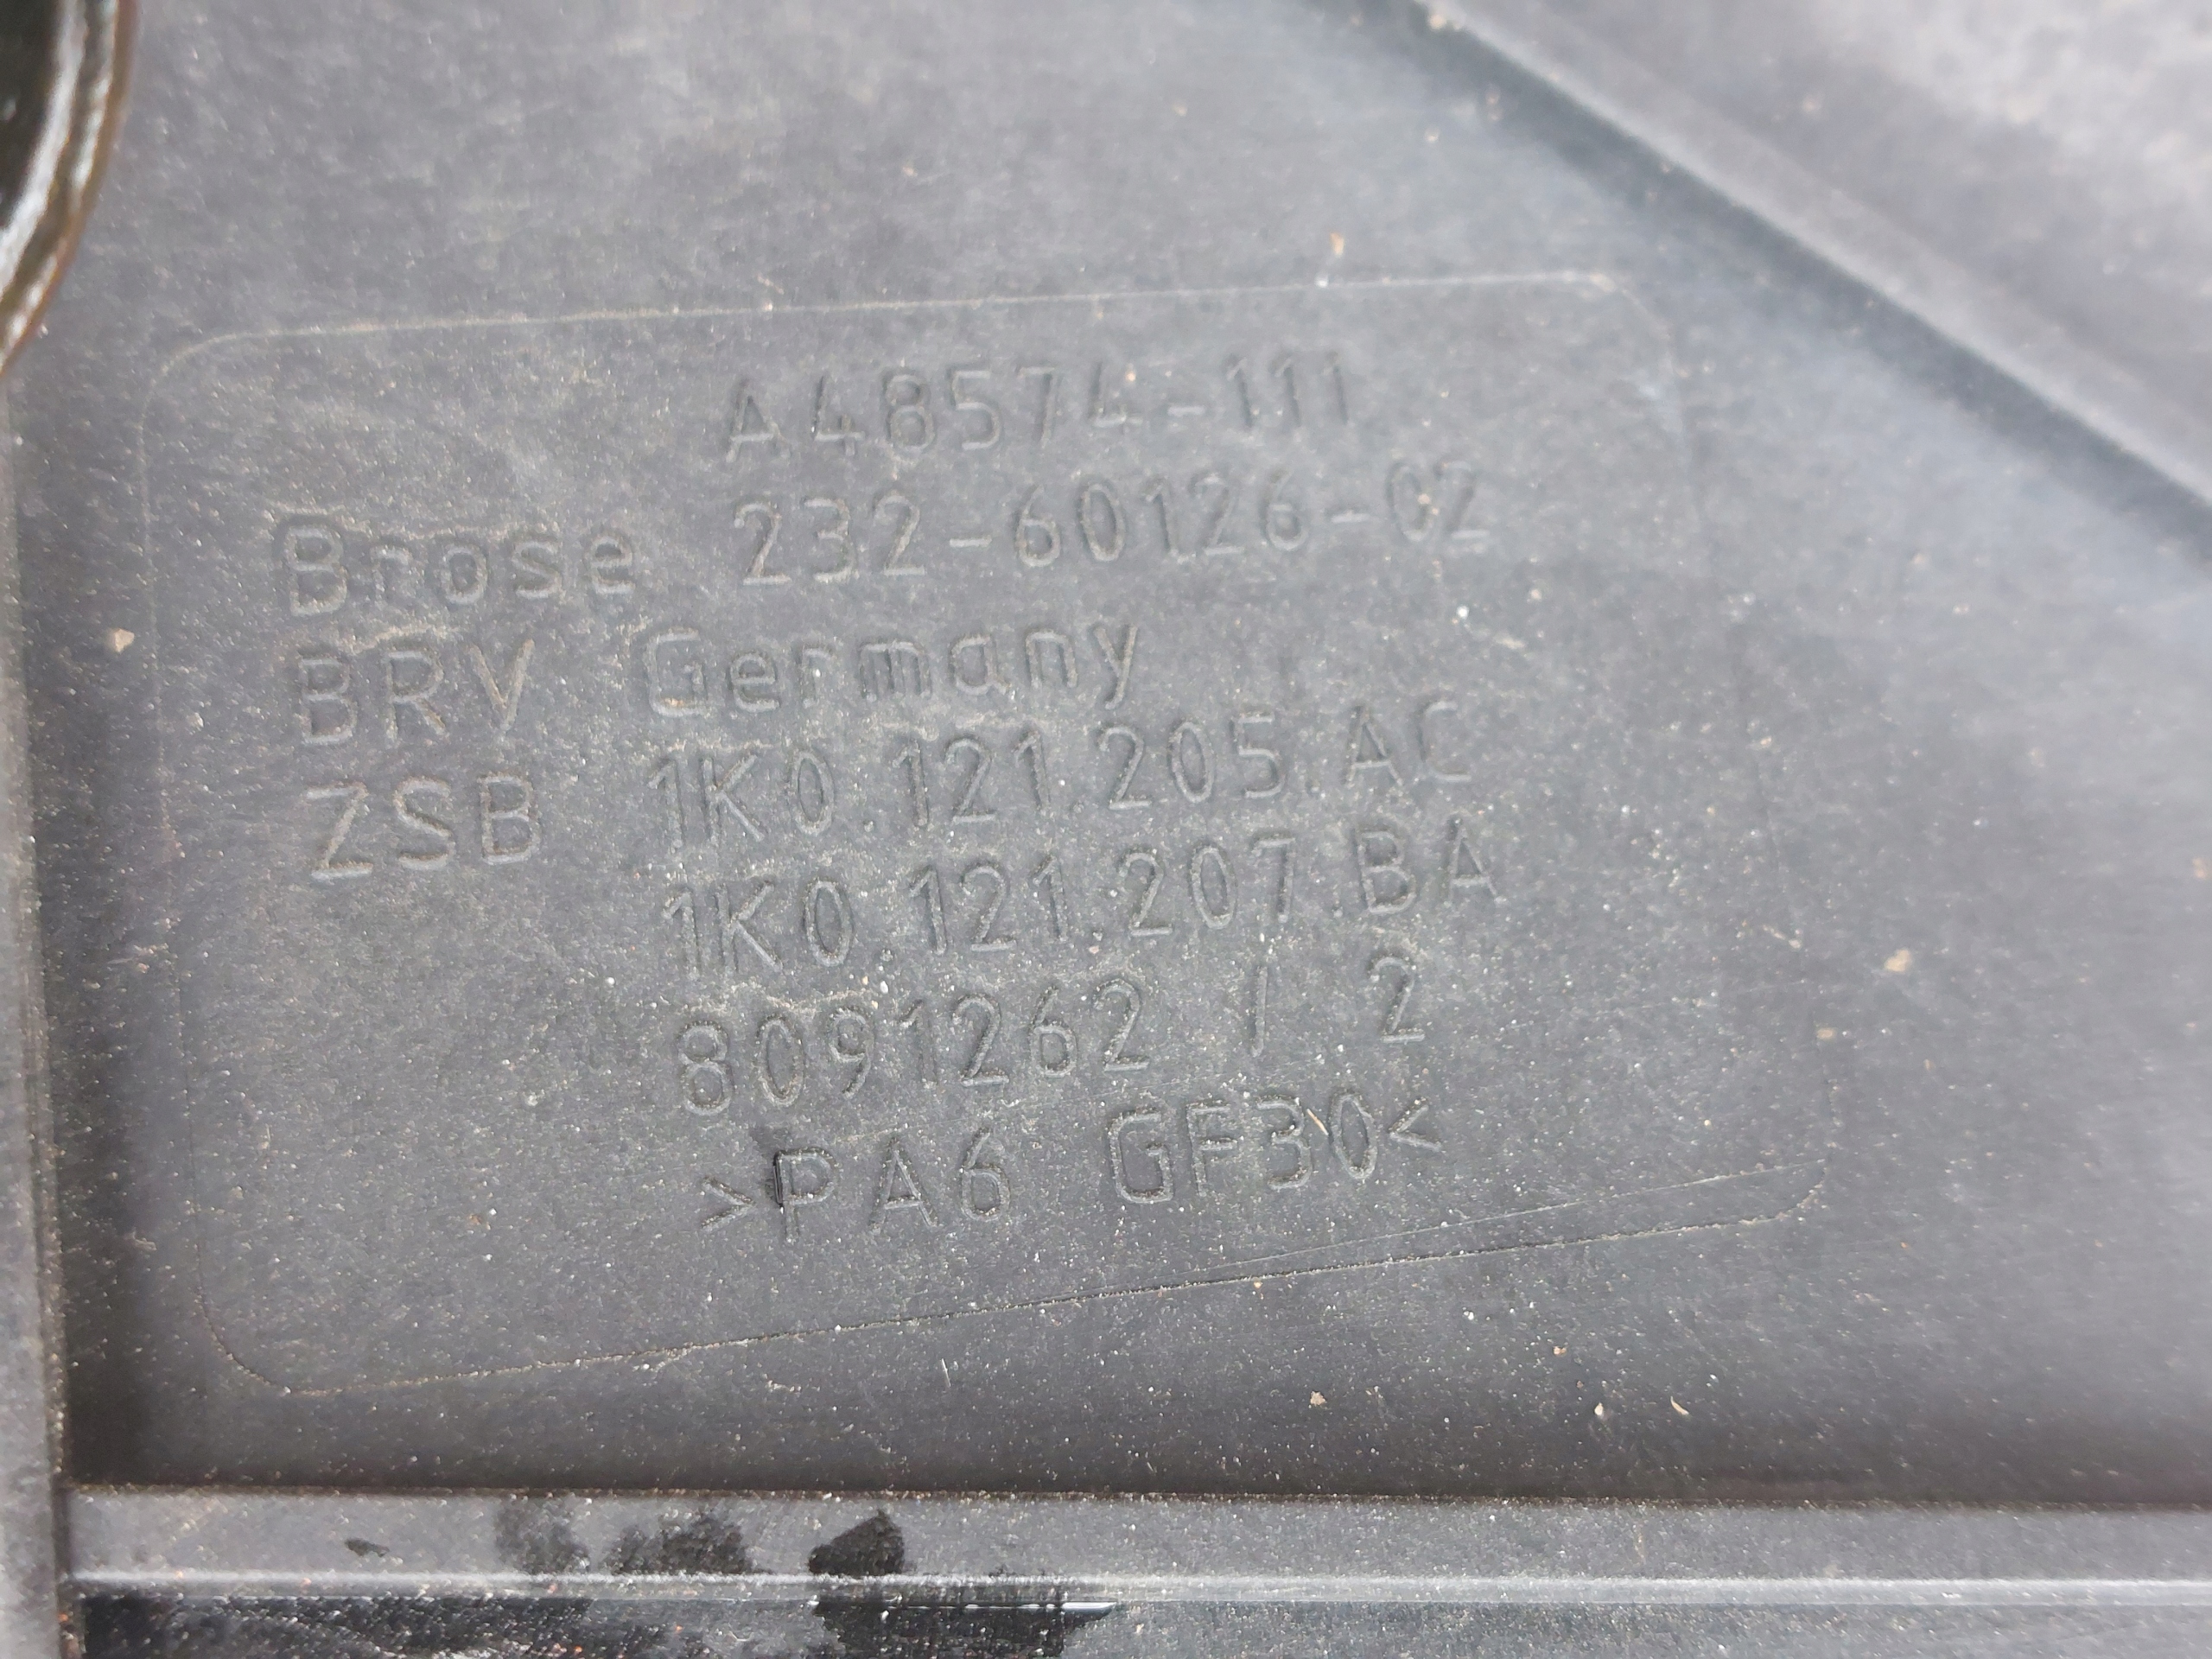 A48574-111
Brose 232-60126-02
BRV Germany
ZSB 1K0.121.205.AC
1K0.121.207.BA
8091262 / 2
>PA6 GF30<